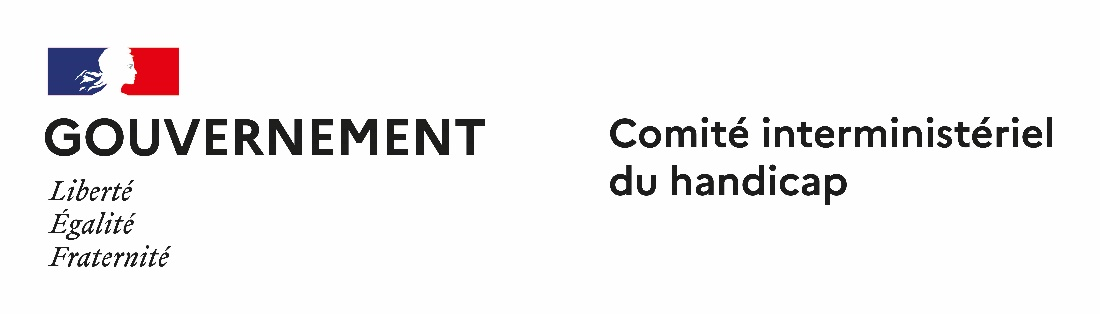 GOUVERNEMENT
Liberté
Égalité
Fraternité
Comité interministériel
du handicap